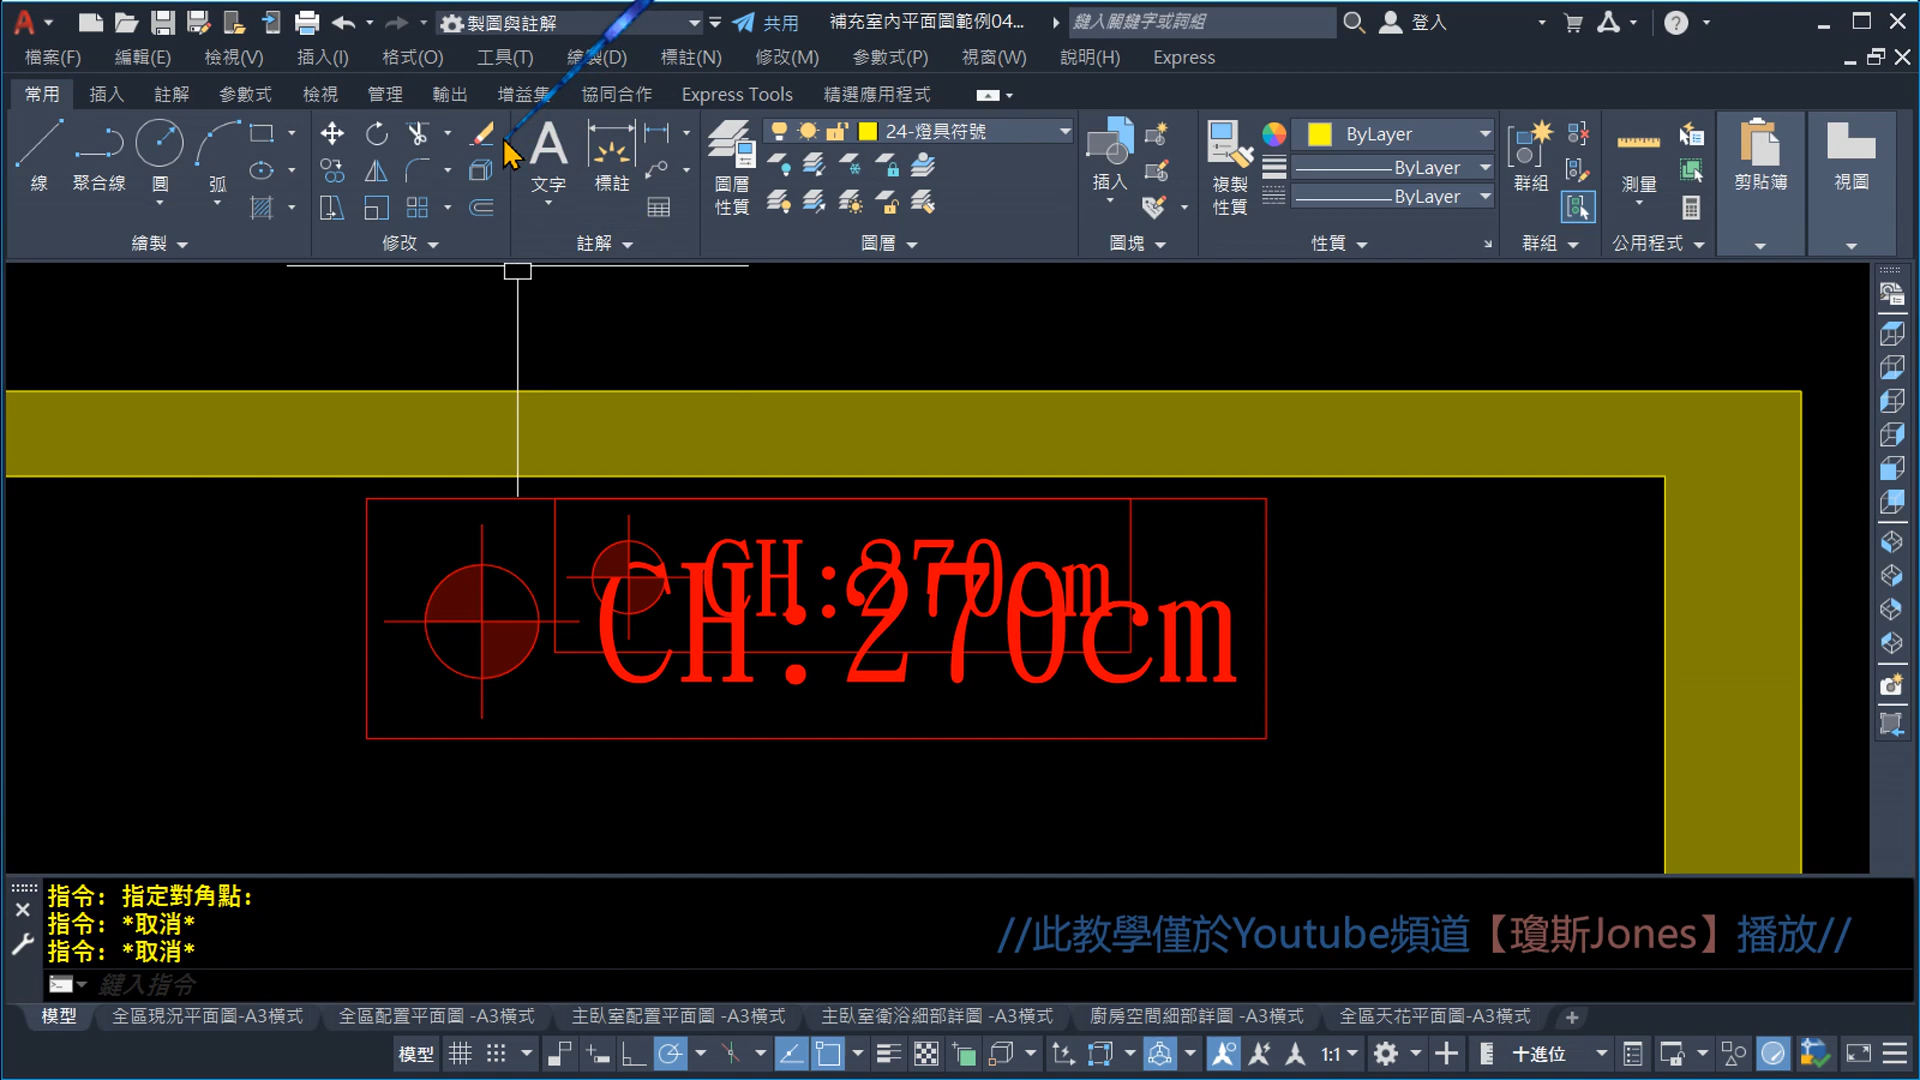 製圖與註解 共用 補充室內平面圖範例04... 鍵入關鍵字或詞組 登入
檔案(F) 編輯(E) 檢視(V) 插入(I) 格式(O) 工具(T) 繪製(D) 標註(N) 修改(M) 參數式(P) 視窗(W) 說明(H) Express
常用 插入 註解 參數式 檢視 管理 輸出 增益集 協同合作 Express Tools 精選應用程式
24-燈具符號 ByLayer
ByLayer
線 聚合線 圓 弧 文字 標註 圖層 性質 插入 複製 性質 群組 測量 剪貼簿 視圖
ByLayer
繪製 修改 註解 圖層 圖塊 性質 群組 公用程式
CH:270cm
CH:270cm
指令: 指定對角點:
指令: *取消*
指令: *取消*
//此教學僅於Youtube頻道【瓊斯Jones】播放//
鍵入指令
模型 全區現況平面圖-A3橫式 全區配置平面圖 -A3橫式 主臥室配置平面圖 -A3橫式 主臥室衛浴細部詳圖 -A3橫式 廚房空間細部詳圖 -A3橫式 全區天花平面圖-A3橫式
模型 1:1 十進位